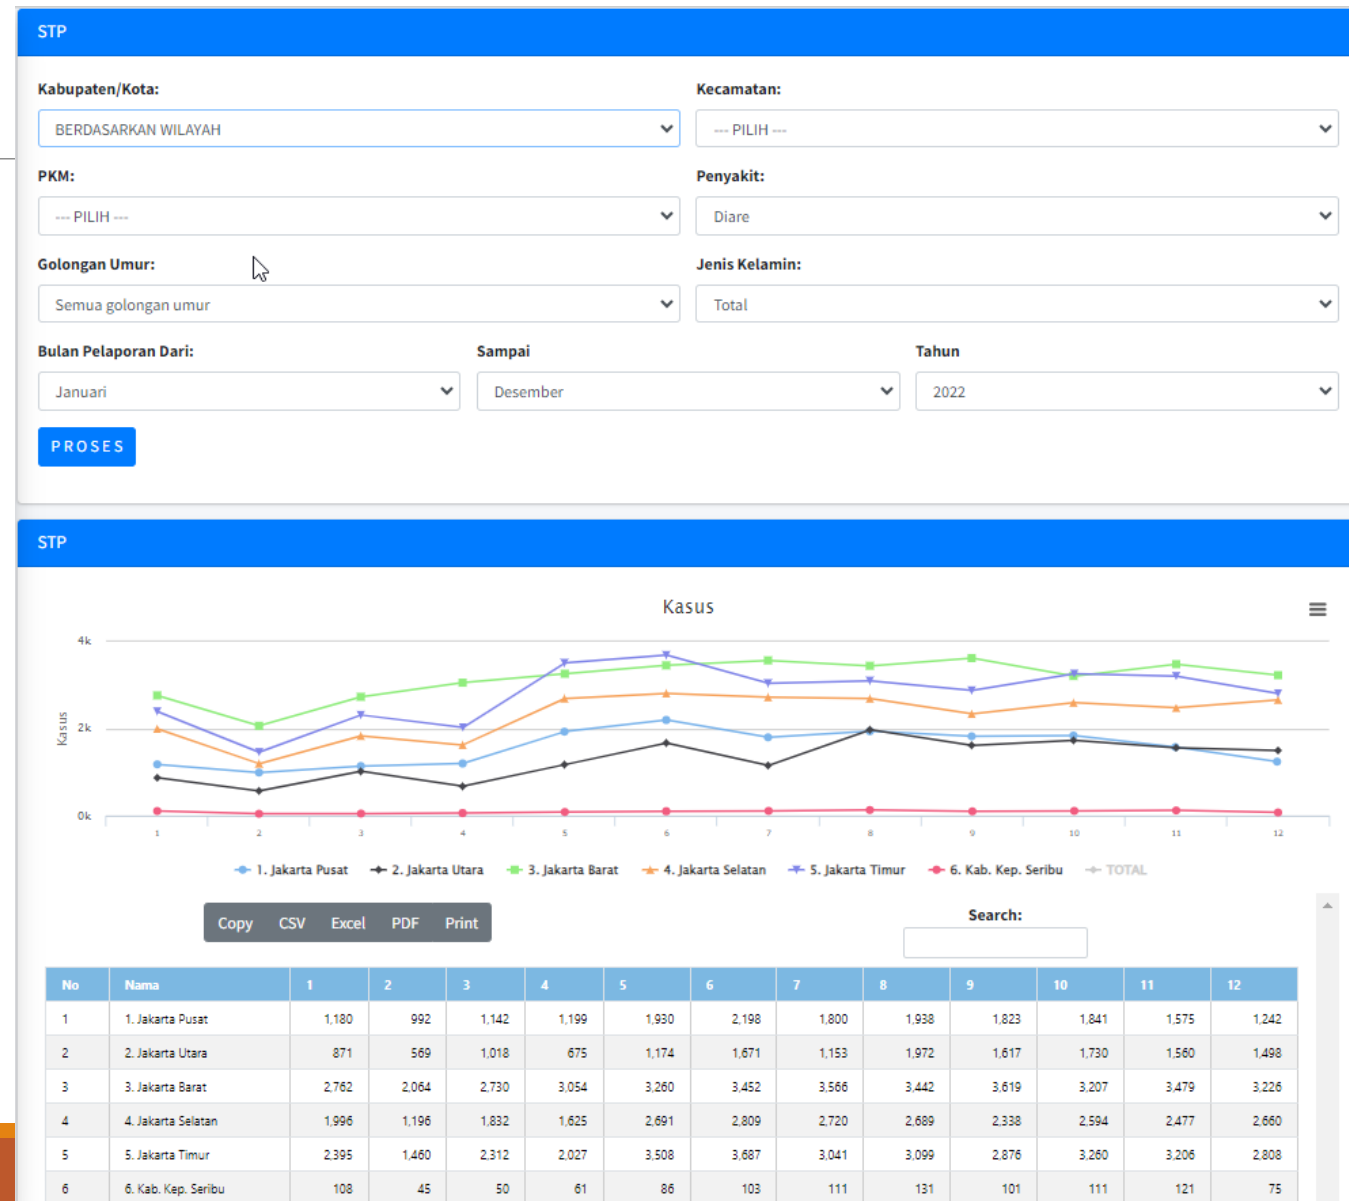 STP
Kabupaten/Kota: Kecamatan:
BERDASARKAN WILAYAH --- PILIH ---
PKM: Penyakit:
--- PILIH --- Diare
Golongan Umur: Jenis Kelamin:
Semua golongan umur Total
Bulan Pelaporan Dari: Sampai Tahun
Januari Desember 2022
PROSES
STP
Kasus
4k
2k
0k
Kasus
1 2 3 4 5 6 7 8 9 10 11 12
1. Jakarta Pusat 2. Jakarta Utara 3. Jakarta Barat 4. Jakarta Selatan 5. Jakarta Timur 6. Kab. Kep. Seribu TOTAL
Copy CSV Excel PDF Print Search:
No Nama 1 2 3 4 5 6 7 8 9 10 11 12
1 1. Jakarta Pusat 1,180 992 1,142 1,199 1,930 2,198 1,800 1,938 1,823 1,841 1,575 1,242
2 2. Jakarta Utara 871 569 1,018 675 1,174 1,671 1,153 1,972 1,617 1,730 1,560 1,498
3 3. Jakarta Barat 2,762 2,064 2,730 3,054 3,260 3,452 3,566 3,442 3,619 3,207 3,479 3,226
4 4. Jakarta Selatan 1,996 1,196 1,832 1,625 2,691 2,809 2,720 2,689 2,338 2,594 2,477 2,660
5 5. Jakarta Timur 2,395 1,460 2,312 2,027 3,508 3,687 3,041 3,099 2,876 3,260 3,206 2,808
6 6. Kab. Kep. Seribu 108 45 50 61 86 103 111 131 101 111 121 75